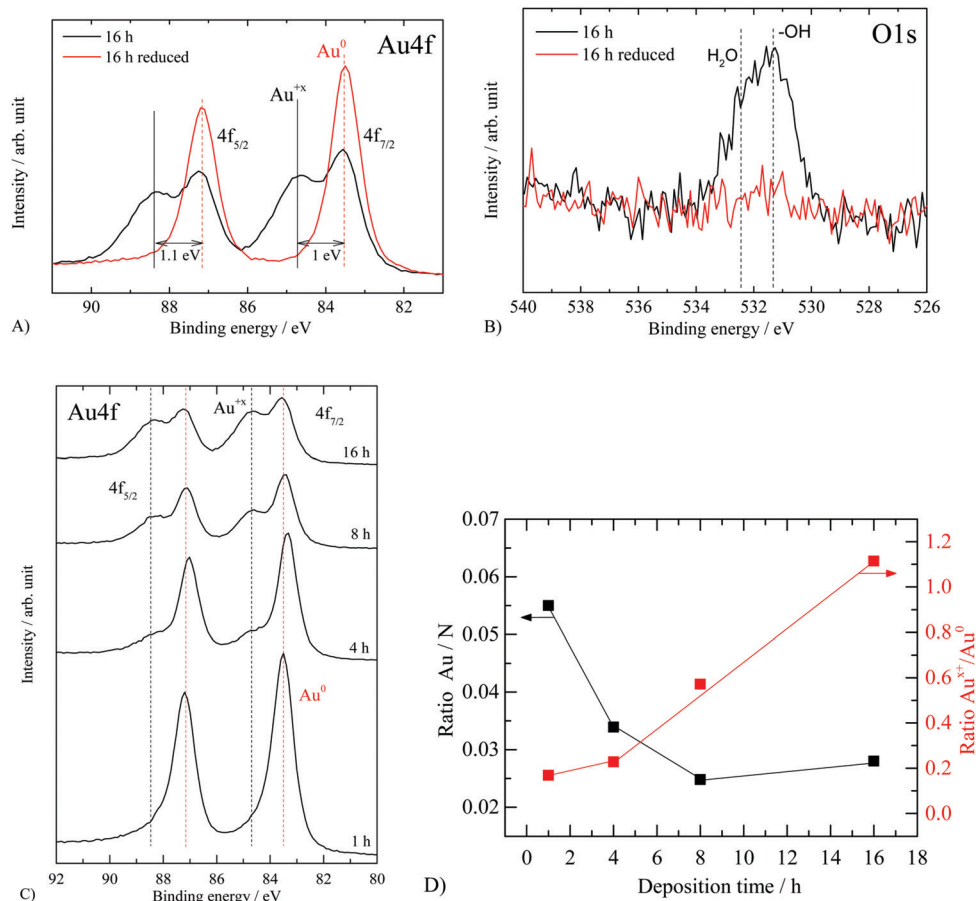 16 h
16 h reduced
Au4f
Au⁰
Au⁺ˣ
4f₅/₂
4f₇/₂
1.1 eV
1 eV
Intensity / arb. unit
90 88 86 84 82
Binding energy / eV
A)
16 h
16 h reduced
O1s
H₂O
-OH
Intensity / arb. unit
540 538 536 534 532 530 528 526
Binding energy / eV
B)
Au4f
Au⁺ˣ
4f₇/₂
4f₅/₂
16 h
8 h
4 h
Au⁰
1 h
Intensity / arb. unit
92 90 88 86 84 82 80
Binding energy / eV
C)
0.07
0.06
0.05
0.04
0.03
0.02
Ratio Au / N
1.2
1.0
0.8
0.6
0.4
0.2
0.0
Ratio Auˣ⁺/Au⁰
0 2 4 6 8 10 12 14 16 18
Deposition time / h
D)